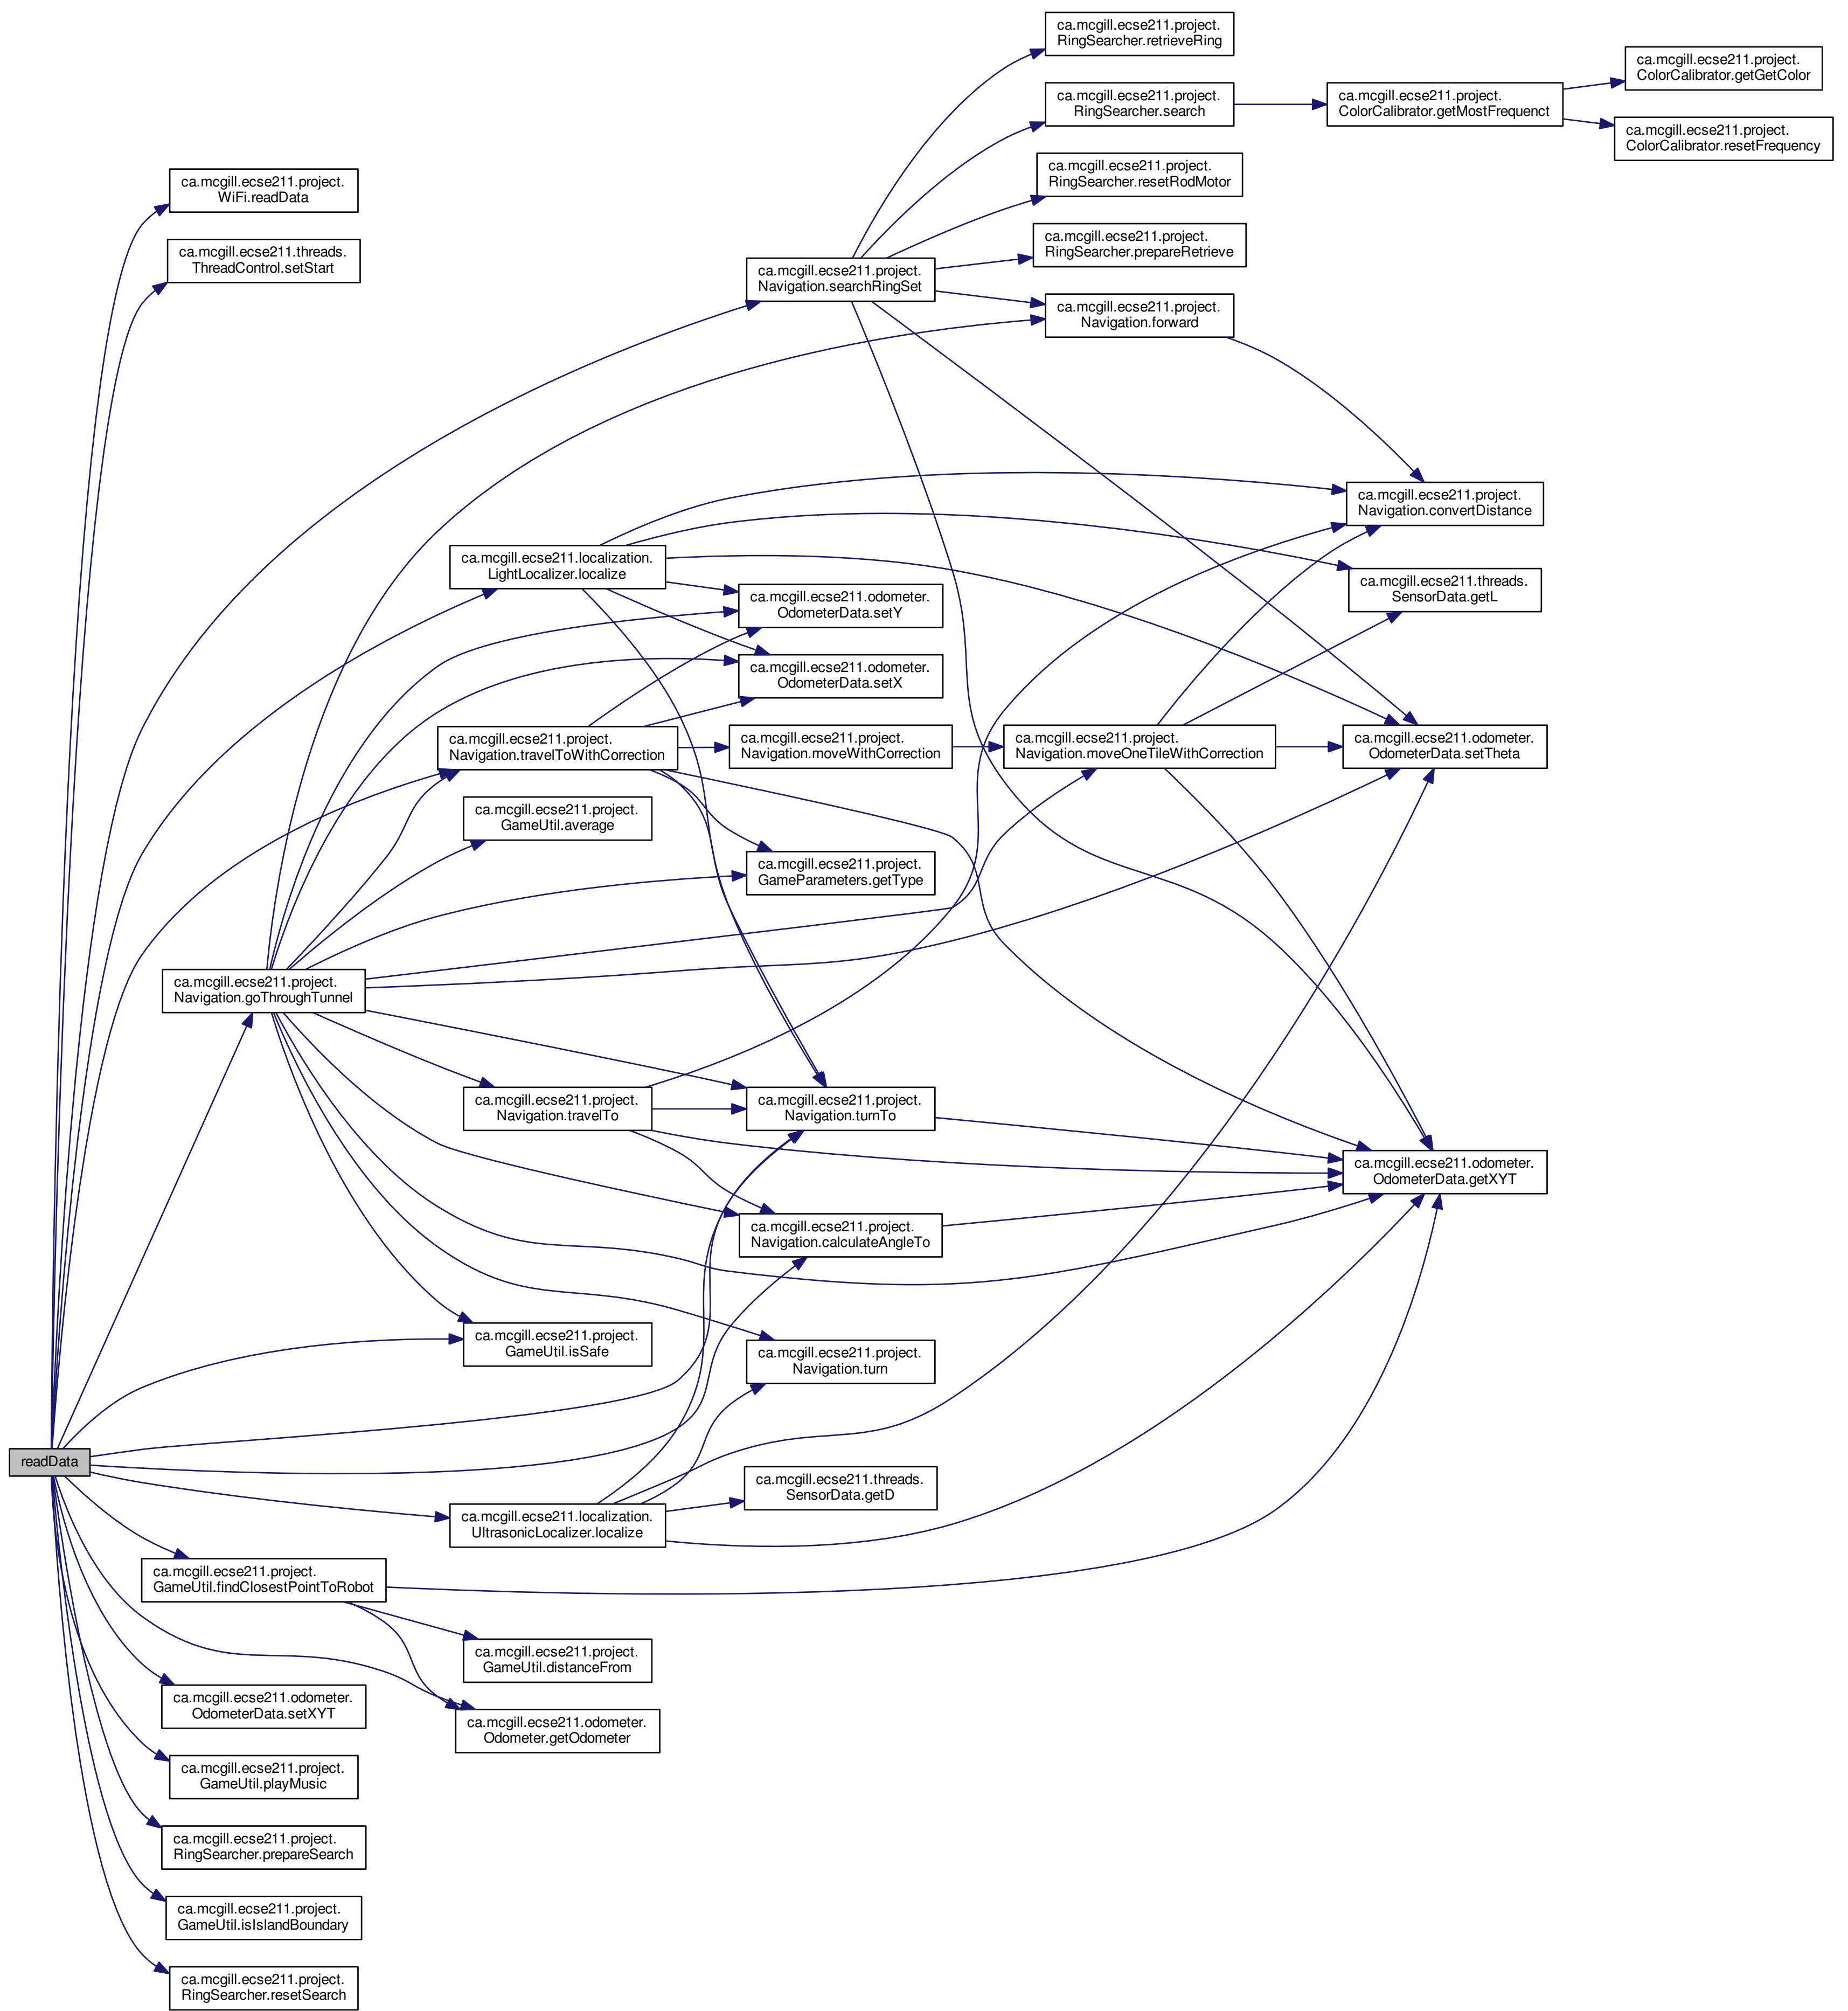 ca.mcgill.ecse211.project.
RingSearcher.retrieveRing
ca.mcgill.ecse211.project.
ColorCalibrator.getGetColor
ca.mcgill.ecse211.project.
RingSearcher.search
ca.mcgill.ecse211.project.
ColorCalibrator.getMostFrequenct
ca.mcgill.ecse211.project.
ColorCalibrator.resetFrequency
ca.mcgill.ecse211.project.
WiFi.readData
ca.mcgill.ecse211.project.
RingSearcher.resetRodMotor
ca.mcgill.ecse211.threads.
ThreadControl.setStart
ca.mcgill.ecse211.project.
RingSearcher.prepareRetrieve
ca.mcgill.ecse211.project.
Navigation.searchRingSet
ca.mcgill.ecse211.project.
Navigation.forward
ca.mcgill.ecse211.project.
Navigation.convertDistance
ca.mcgill.ecse211.localization.
LightLocalizer.localize
ca.mcgill.ecse211.threads.
SensorData.getL
ca.mcgill.ecse211.odometer.
OdometerData.setY
ca.mcgill.ecse211.odometer.
OdometerData.setX
ca.mcgill.ecse211.project.
Navigation.travelToWithCorrection
ca.mcgill.ecse211.project.
Navigation.moveWithCorrection
ca.mcgill.ecse211.project.
Navigation.moveOneTileWithCorrection
ca.mcgill.ecse211.odometer.
OdometerData.setTheta
ca.mcgill.ecse211.project.
GameUtil.average
ca.mcgill.ecse211.project.
GameParameters.getType
ca.mcgill.ecse211.project.
Navigation.goThroughTunnel
ca.mcgill.ecse211.project.
Navigation.travelTo
ca.mcgill.ecse211.project.
Navigation.turnTo
ca.mcgill.ecse211.odometer.
OdometerData.getXYT
ca.mcgill.ecse211.project.
Navigation.calculateAngleTo
ca.mcgill.ecse211.project.
GameUtil.isSafe
ca.mcgill.ecse211.project.
Navigation.turn
readData
ca.mcgill.ecse211.threads.
SensorData.getD
ca.mcgill.ecse211.localization.
UltrasonicLocalizer.localize
ca.mcgill.ecse211.project.
GameUtil.findClosestPointToRobot
ca.mcgill.ecse211.project.
GameUtil.distanceFrom
ca.mcgill.ecse211.odometer.
OdometerData.setXYT
ca.mcgill.ecse211.odometer.
Odometer.getOdometer
ca.mcgill.ecse211.project.
GameUtil.playMusic
ca.mcgill.ecse211.project.
RingSearcher.prepareSearch
ca.mcgill.ecse211.project.
GameUtil.isIslandBoundary
ca.mcgill.ecse211.project.
RingSearcher.resetSearch